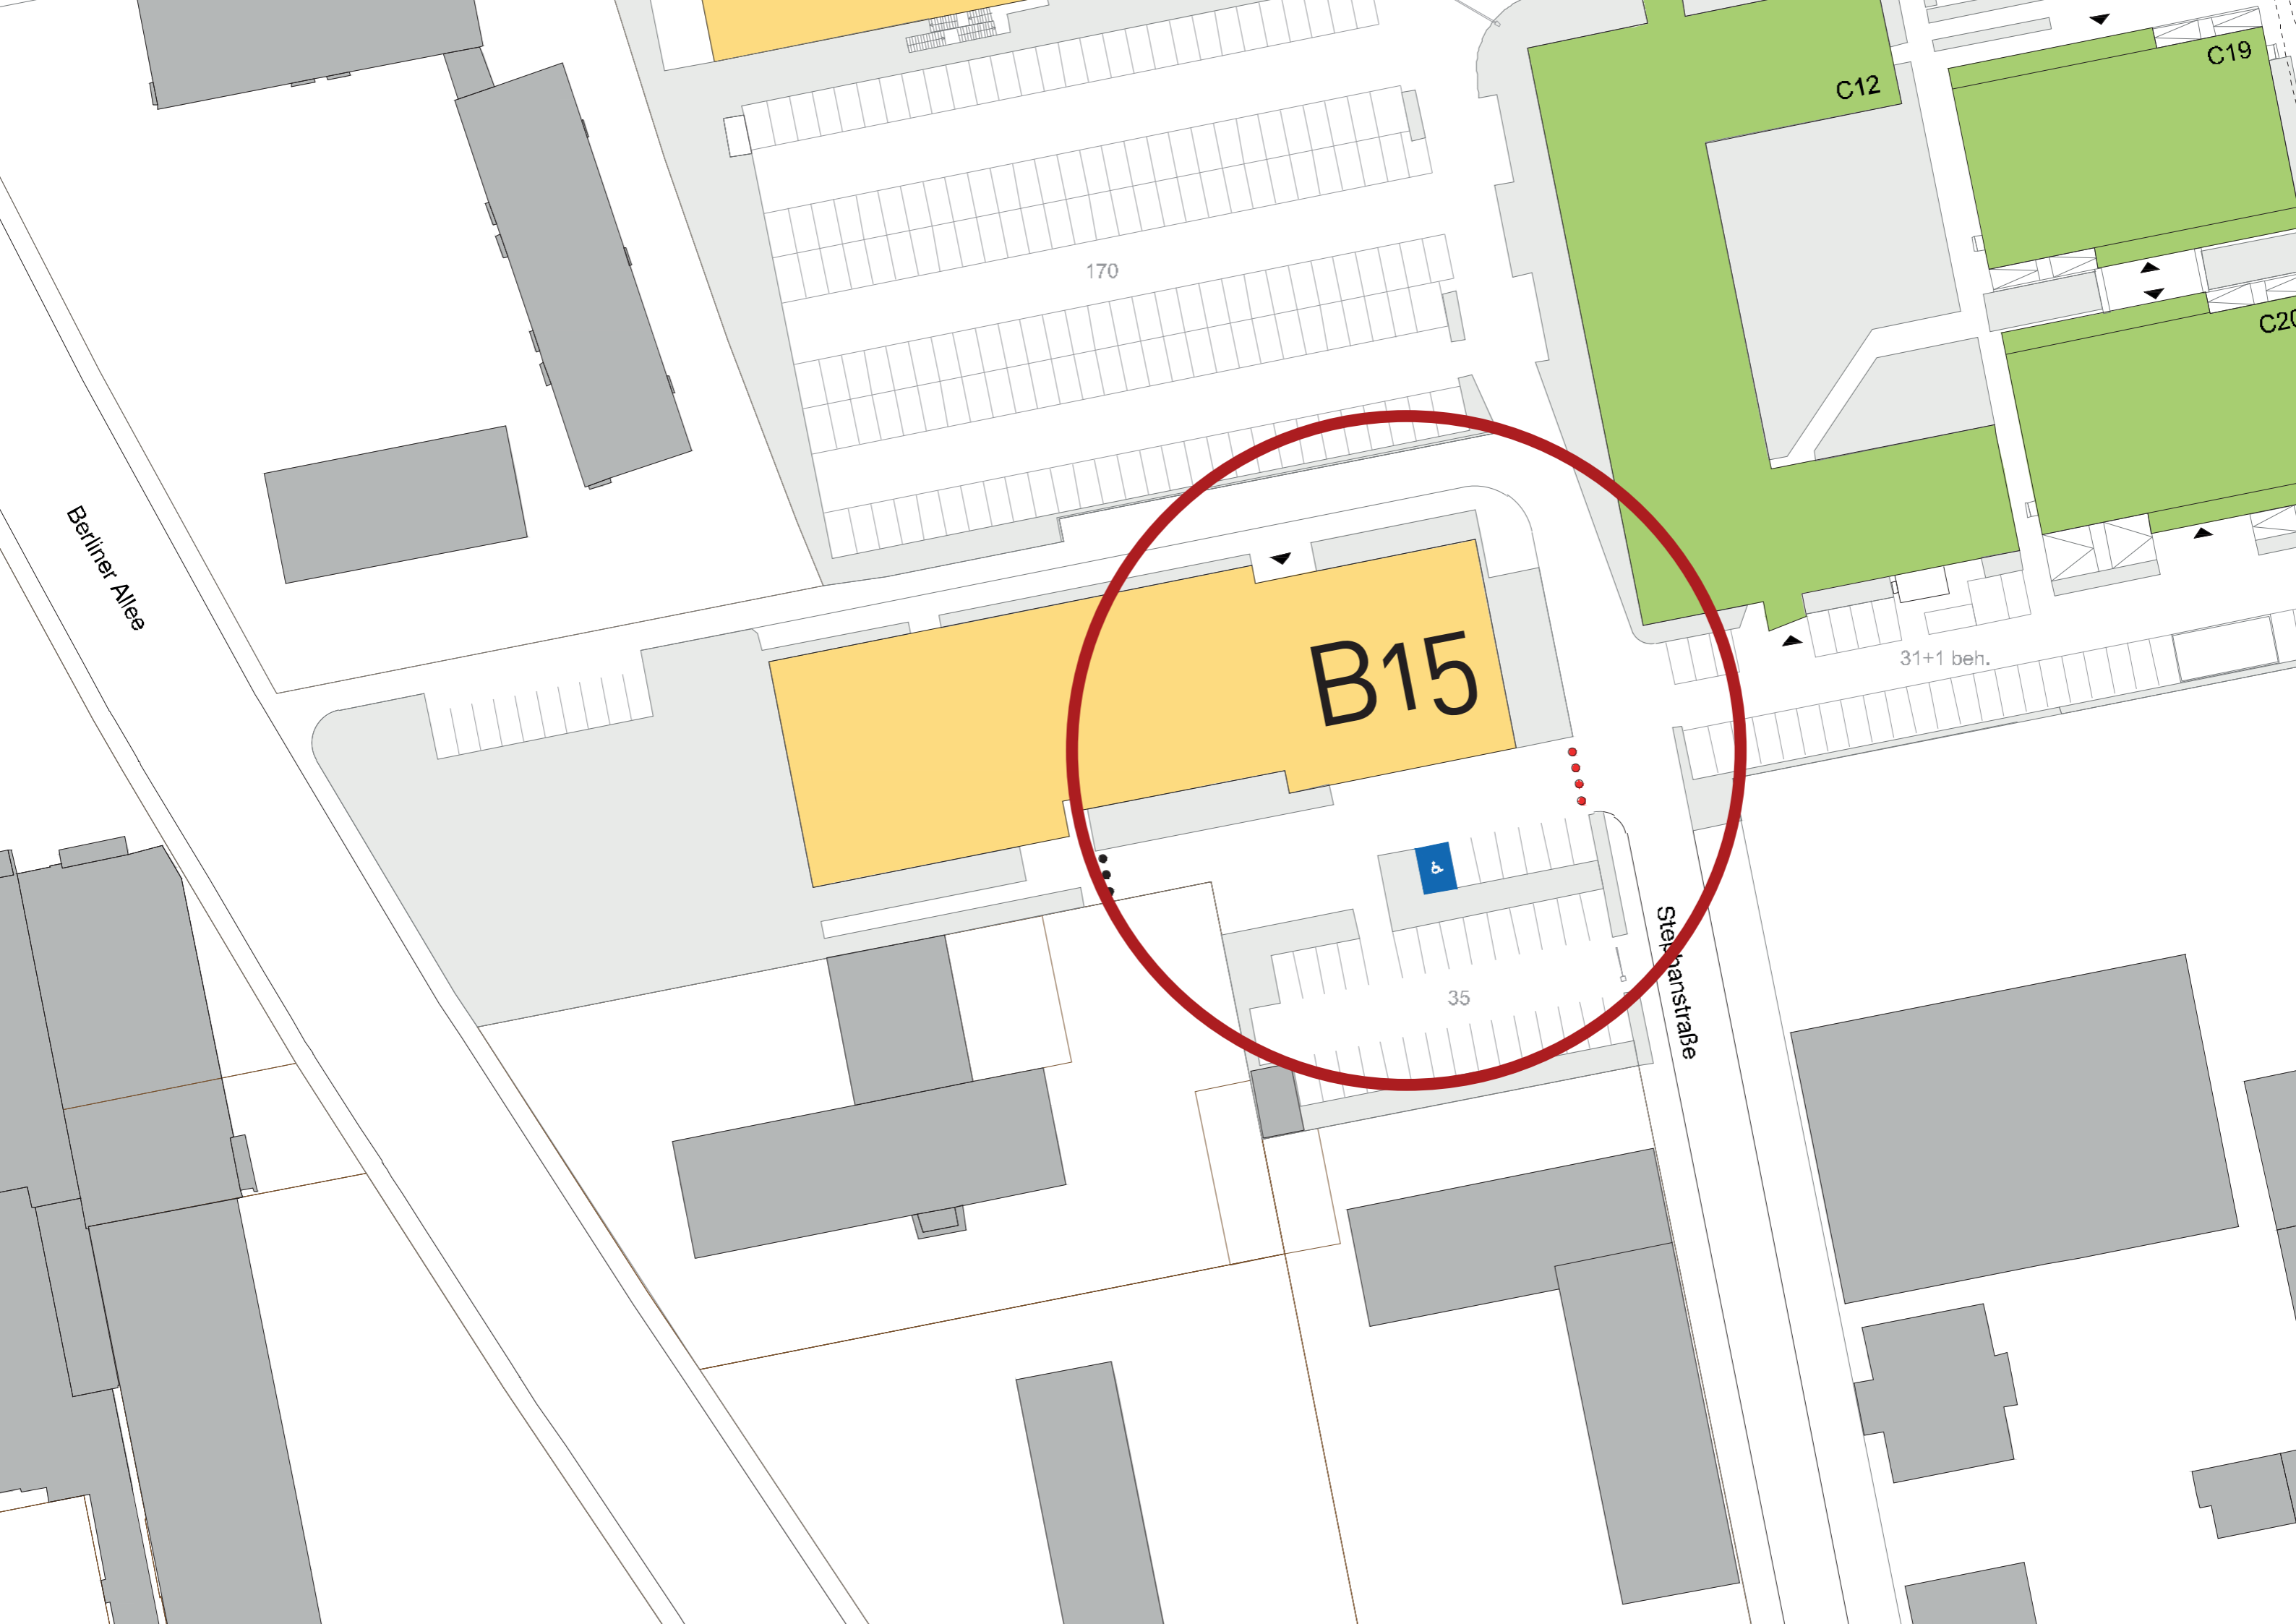 C19
C12
170
C20
Berliner Allee
B15
31+1 beh.
Stephanstraße
35